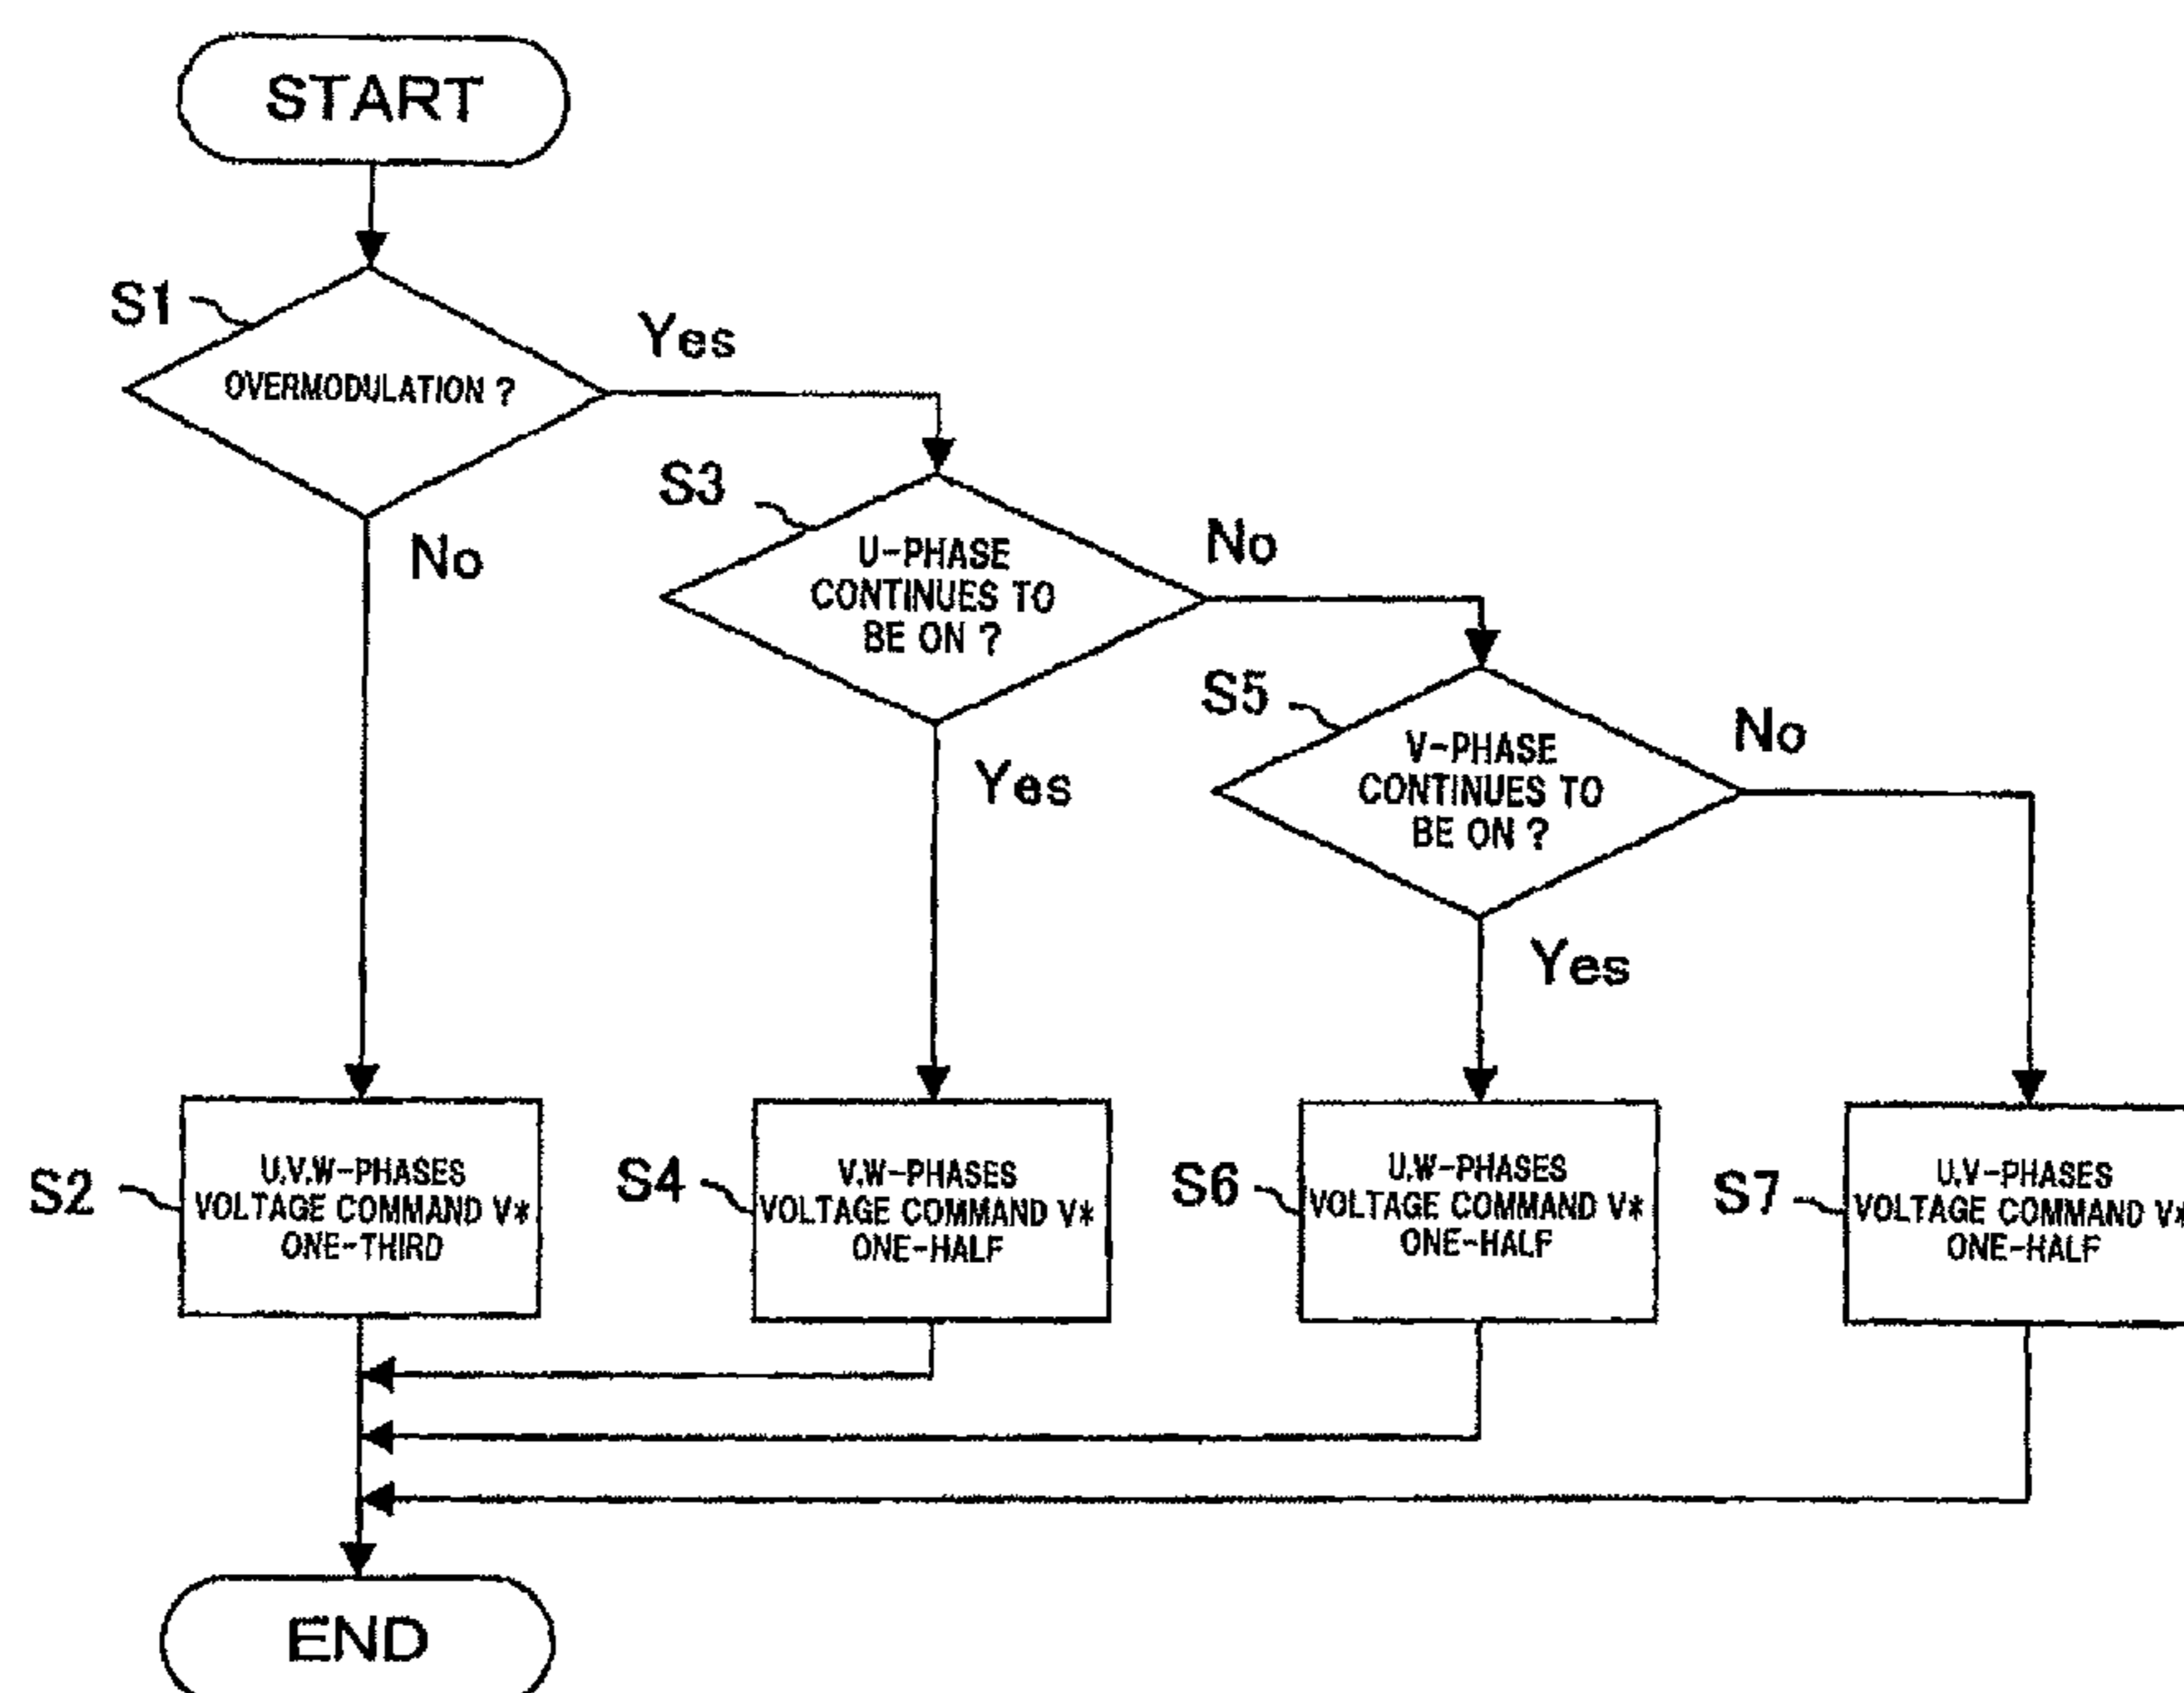 START
S1
OVERMODULATION ?
Yes
No
S3
U-PHASE
CONTINUES TO
BE ON ?
No
Yes
S5
V-PHASE
CONTINUES TO
BE ON ?
No
Yes
S2
U.V.W-PHASES
VOLTAGE COMMAND V*
ONE-THIRD
S4
V.W-PHASES
VOLTAGE COMMAND V*
ONE-HALF
S6
U.W-PHASES
VOLTAGE COMMAND V*
ONE-HALF
S7
U.V-PHASES
VOLTAGE COMMAND V*
ONE-HALF
END